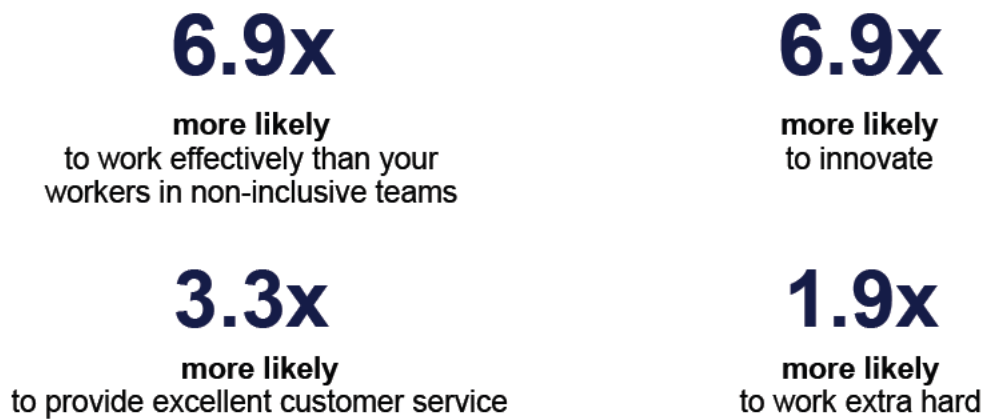 6.9x
more likely
to work effectively than your
workers in non-inclusive teams
6.9x
more likely
to innovate
3.3x
more likely
to provide excellent customer service
1.9x
more likely
to work extra hard